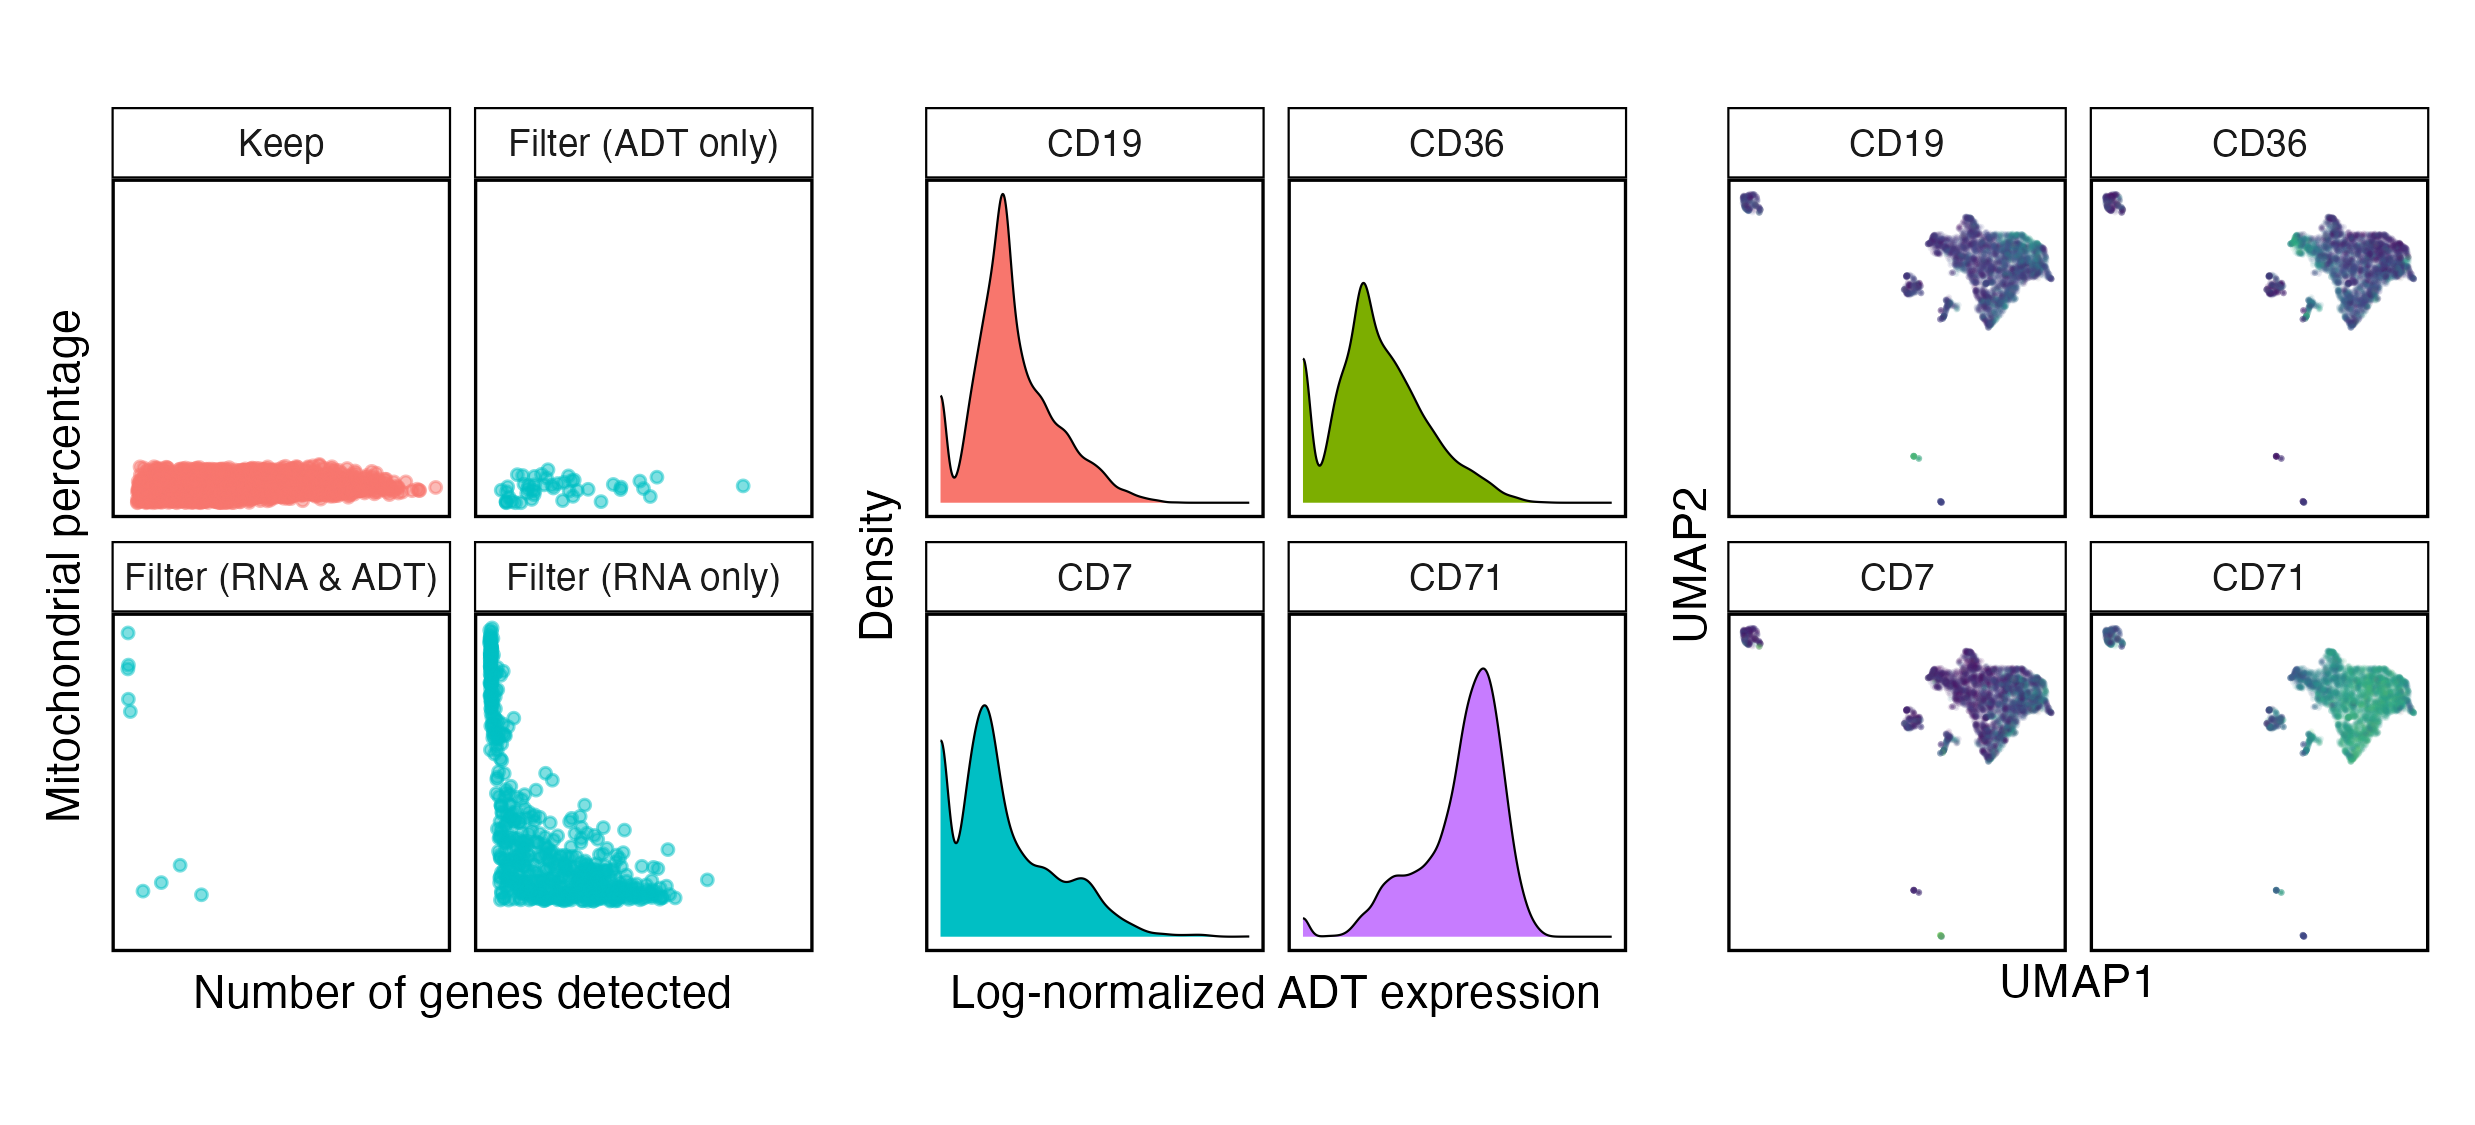 Keep
Filter (ADT only)
Filter (RNA & ADT)
Filter (RNA only)
Mitochondrial percentage
Number of genes detected
CD19
CD36
CD7
CD71
Density
Log-normalized ADT expression
CD19
CD36
CD7
CD71
UMAP2
UMAP1